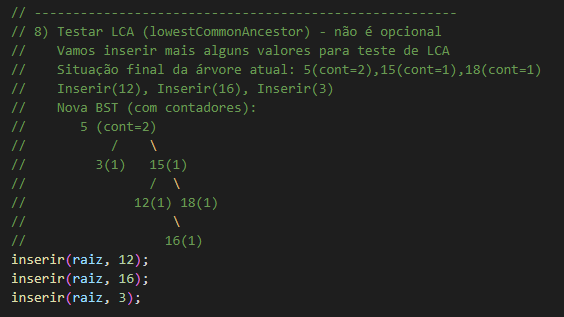 // ------------------------------------------------------
// 8) Testar LCA (lowestCommonAncestor) - não é opcional
//    Vamos inserir mais alguns valores para teste de LCA
//    Situação final da árvore atual: 5(cont=2),15(cont=1),18(cont=1)
//    Inserir(12), Inserir(16), Inserir(3)
//    Nova BST (com contadores):
//       5 (cont=2)
//           /    \
//         3(1)   15(1)
//                /  \
//              12(1) 18(1)
//                   \
//                  16(1)
inserir(raiz, 12);
inserir(raiz, 16);
inserir(raiz, 3);